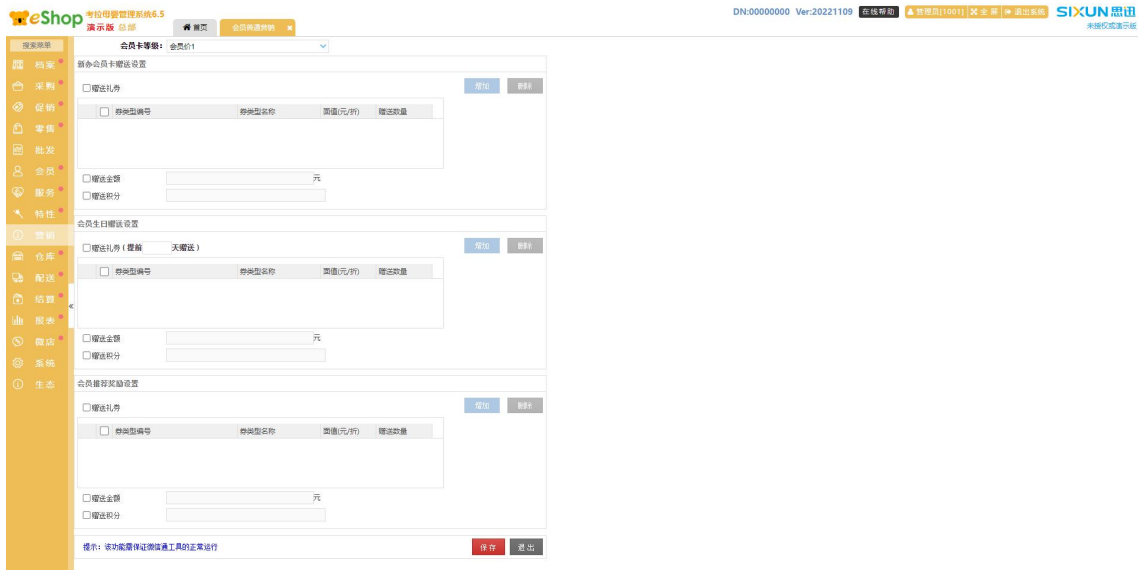 eShop 考拉母婴管理系统6.5
演示版 总部
首页
会员普通营销
DN:00000000 Ver:20221109 在线帮助 管理员[1001] 全 屏 退出系统
SIXUN 思迅
未授权或演示版
搜索菜单
档案
采购
促销
零售
批发
会员
服务
特性
营销
仓库
配送
结算
报表
微店
系统
生态
会员卡等级: 会员价1
新办会员卡赠送设置
赠送礼券
增加 删除
券类型编号 券类型名称 面值(元/折) 赠送数量
赠送金额 元
赠送积分
会员生日赠送设置
赠送礼券 ( 提前 天赠送 )
增加 删除
券类型编号 券类型名称 面值(元/折) 赠送数量
赠送金额 元
赠送积分
会员推荐奖励设置
赠送礼券
增加 删除
券类型编号 券类型名称 面值(元/折) 赠送数量
赠送金额 元
赠送积分
提示: 该功能需保证微信通工具的正常运行
保存 退出